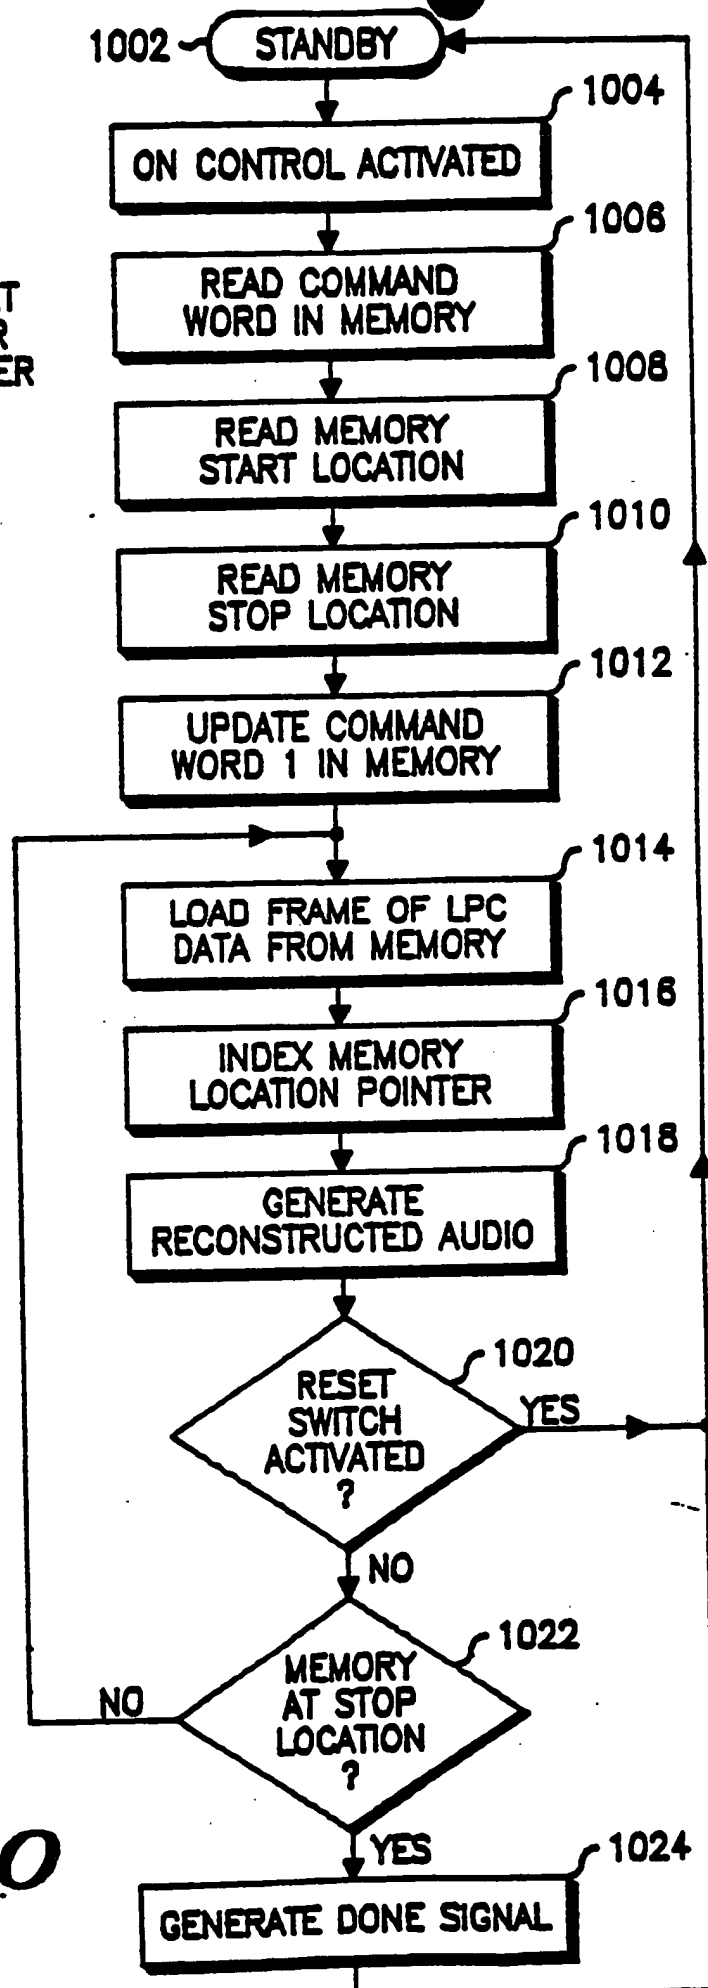 1002
STANDBY
1004
ON CONTROL ACTIVATED
1006
READ COMMAND
WORD IN MEMORY
1008
READ MEMORY
START LOCATION
1010
READ MEMORY
STOP LOCATION
1012
UPDATE COMMAND
WORD 1 IN MEMORY
1014
LOAD FRAME OF LPC
DATA FROM MEMORY
1016
INDEX MEMORY
LOCATION POINTER
1018
GENERATE
RECONSTRUCTED AUDIO
1020
RESET
SWITCH
ACTIVATED
?
YES
NO
1022
MEMORY
AT STOP
LOCATION
?
NO
YES
1024
GENERATE DONE SIGNAL